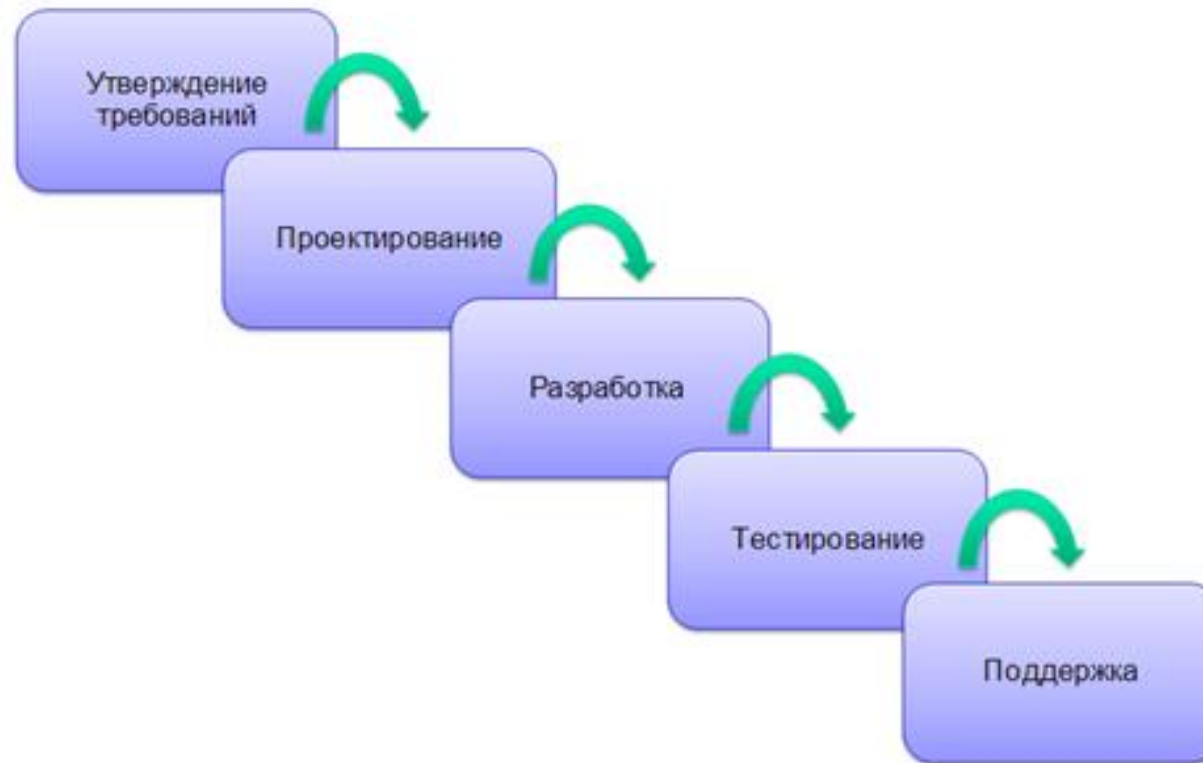 Утверждение
требований
Проектирование
Разработка
Тестирование
Поддержка